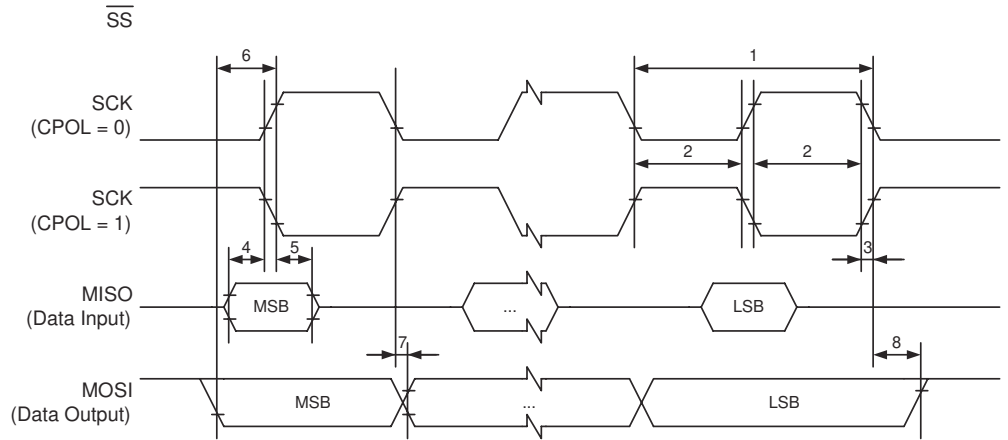 SS
6
1
SCK
(CPOL = 0)
2
2
SCK
(CPOL = 1)
4
5
3
MISO
(Data Input)
MSB
...
LSB
7
8
MOSI
(Data Output)
MSB
...
LSB